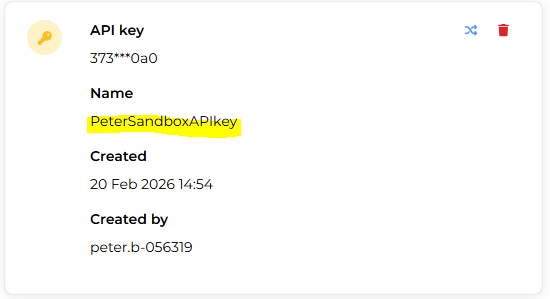 API key
373***0a0
Name
PeterSandboxAPIkey
Created
20 Feb 2026 14:54
Created by
peter.b-056319